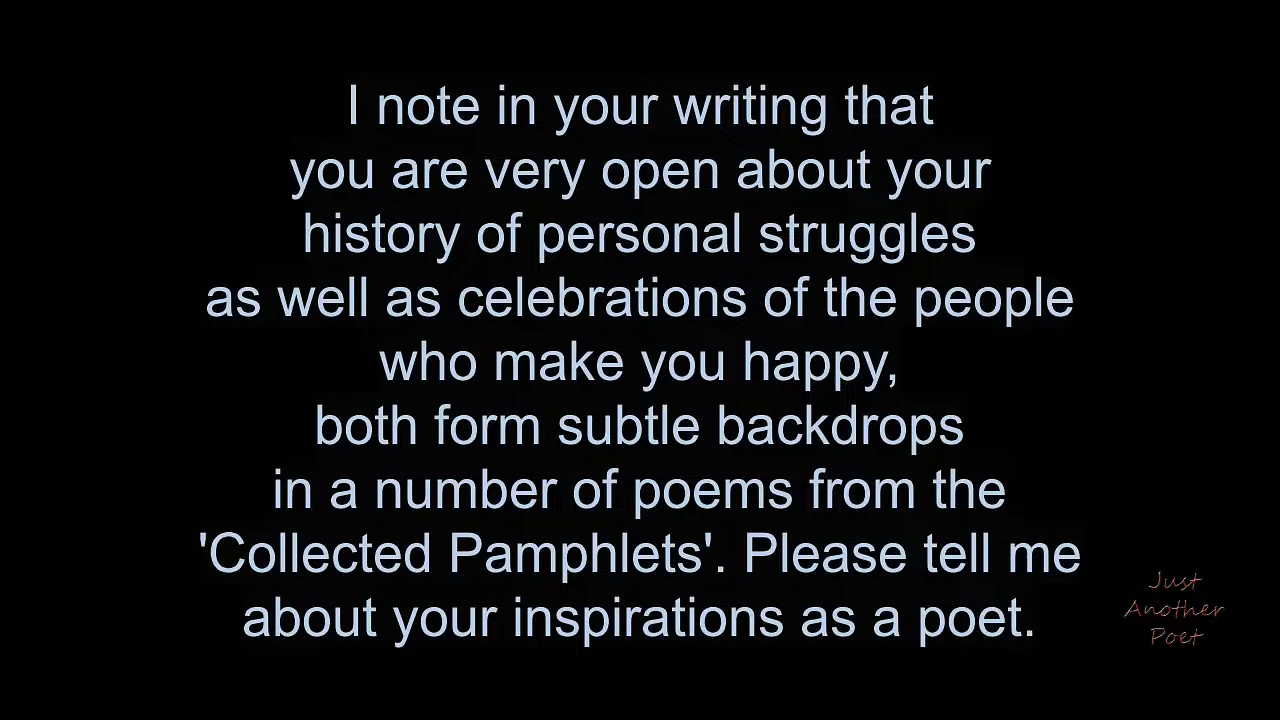 I note in your writing that
you are very open about your
history of personal struggles
as well as celebrations of the people
who make you happy,
both form subtle backdrops
in a number of poems from the
'Collected Pamphlets'. Please tell me
about your inspirations as a poet.
Just
Another
Poet